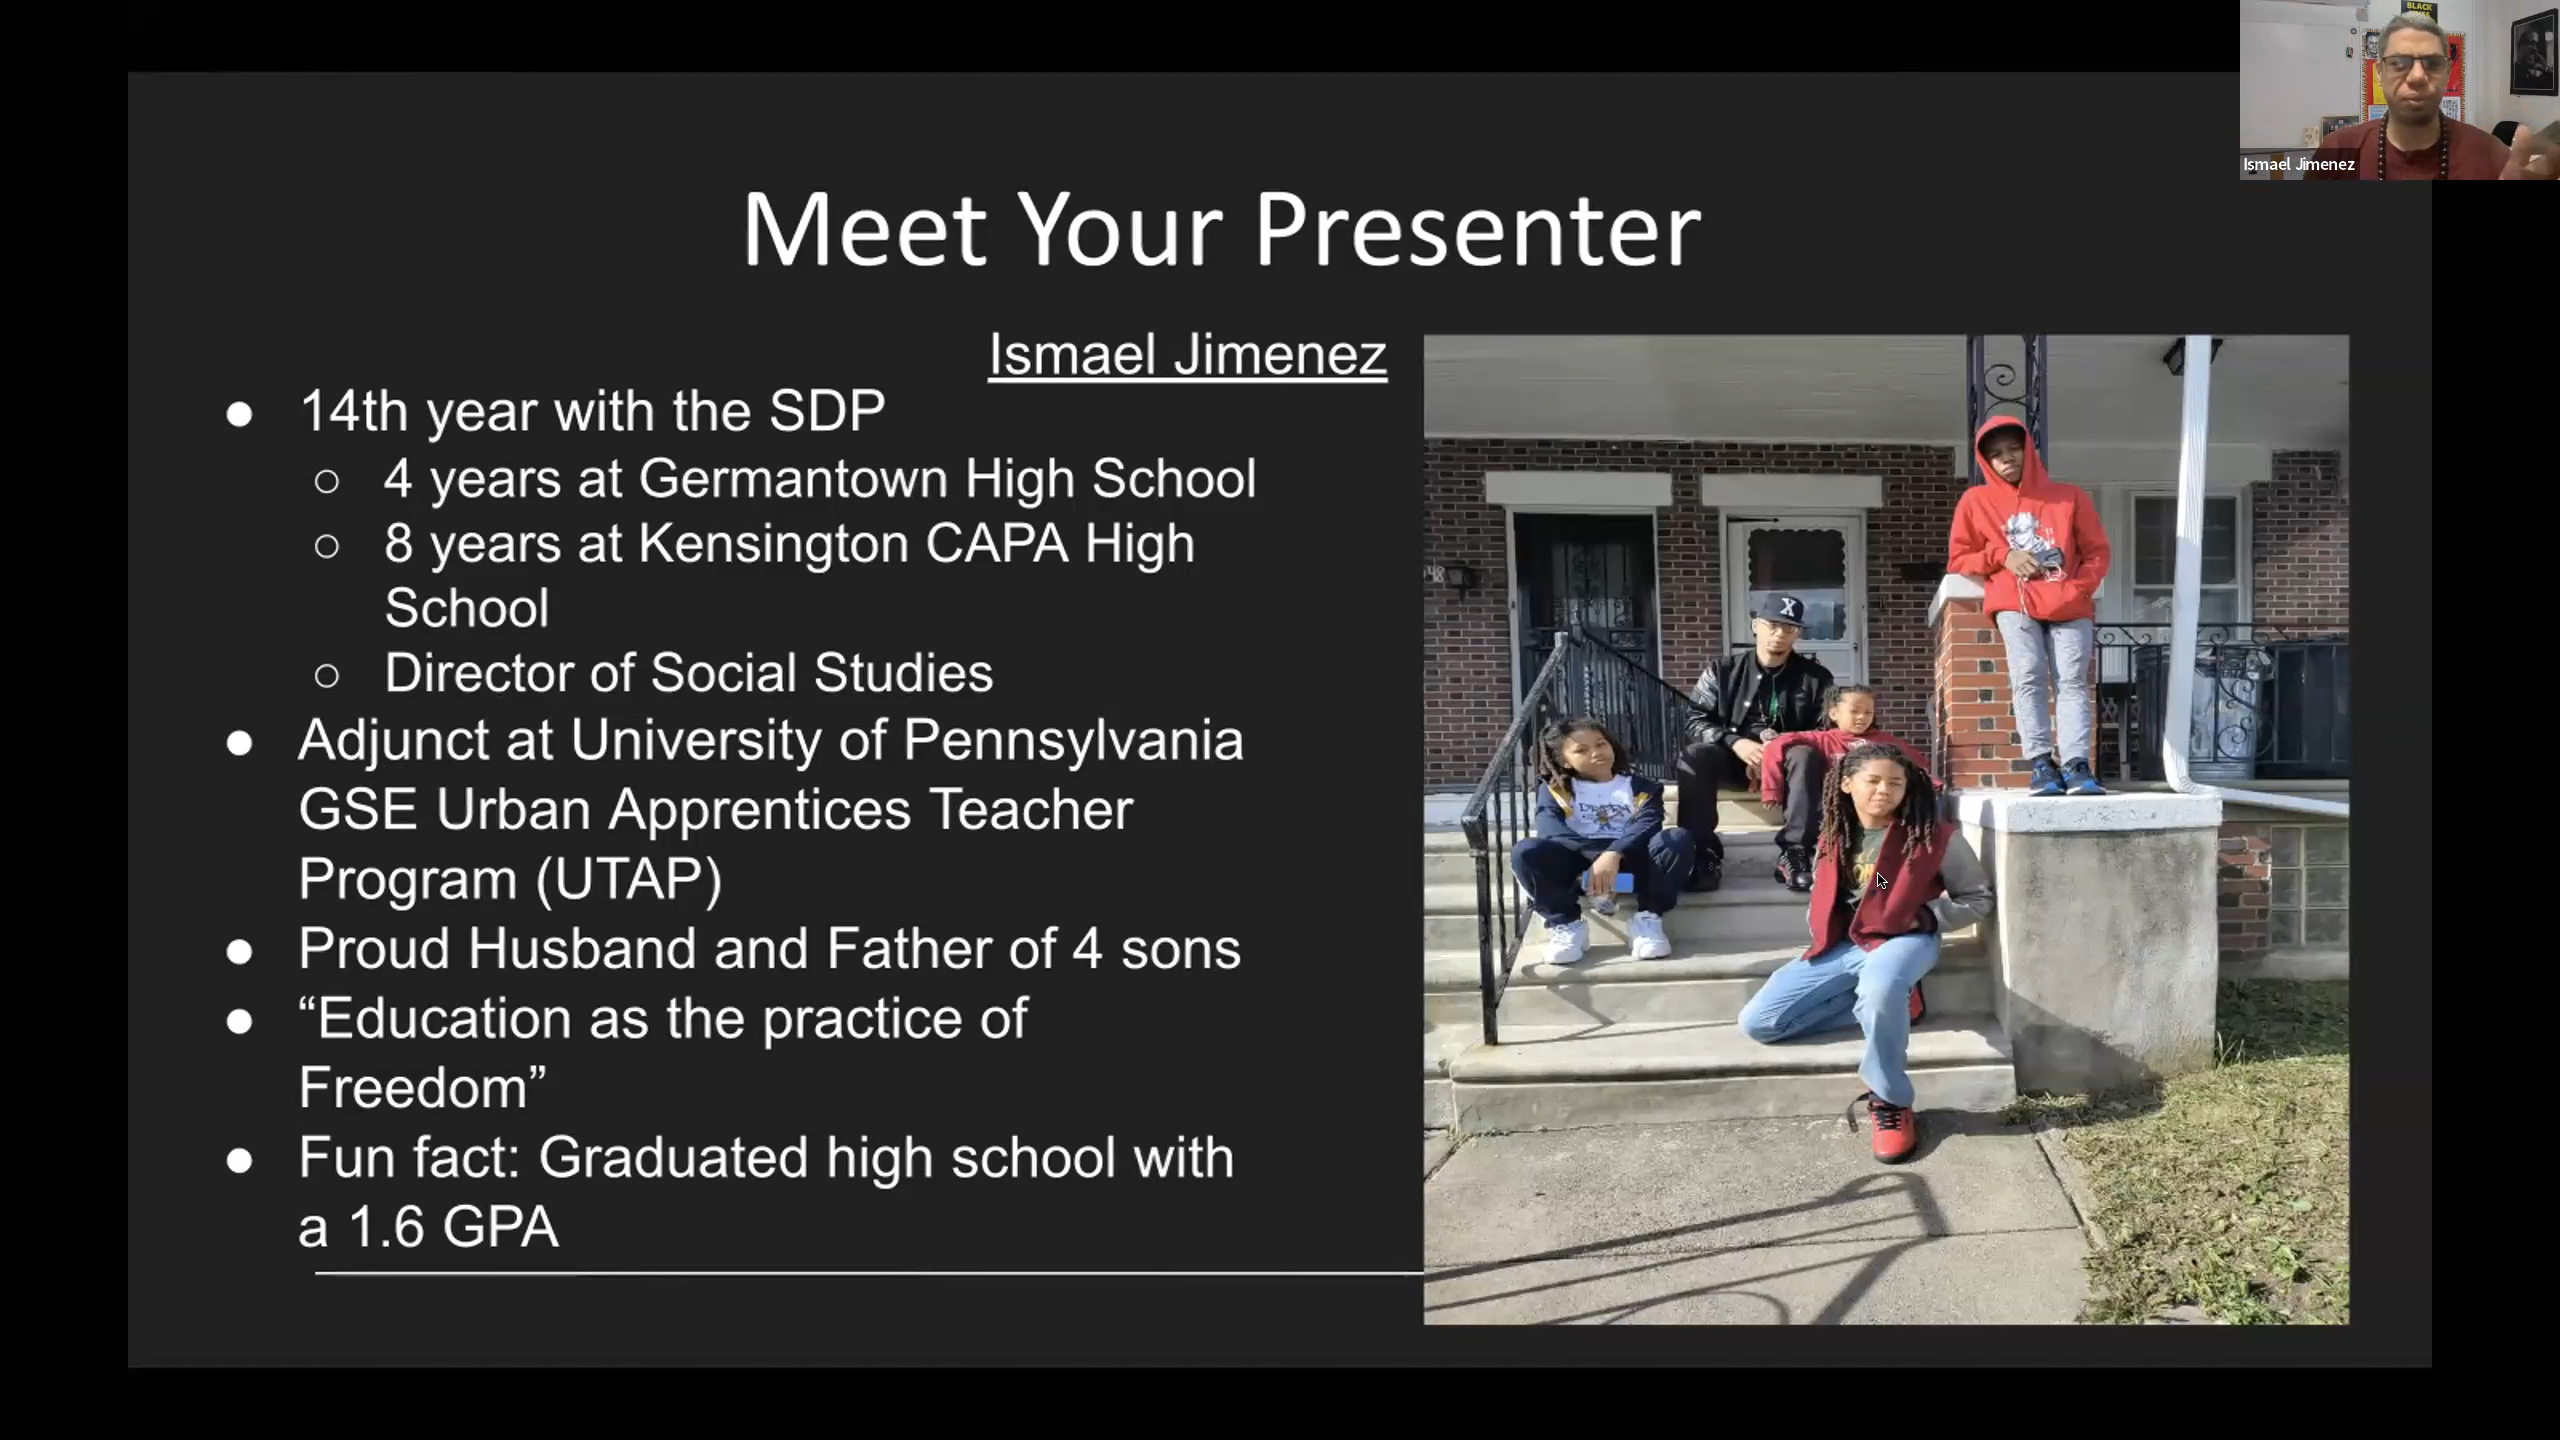 BLACK
Ismael Jimenez
Meet Your Presenter
Ismael Jimenez
● 14th year with the SDP
○ 4 years at Germantown High School
○ 8 years at Kensington CAPA High
School
○ Director of Social Studies
● Adjunct at University of Pennsylvania
GSE Urban Apprentices Teacher
Program (UTAP)
● Proud Husband and Father of 4 sons
● “Education as the practice of
Freedom”
● Fun fact: Graduated high school with
a 1.6 GPA
X